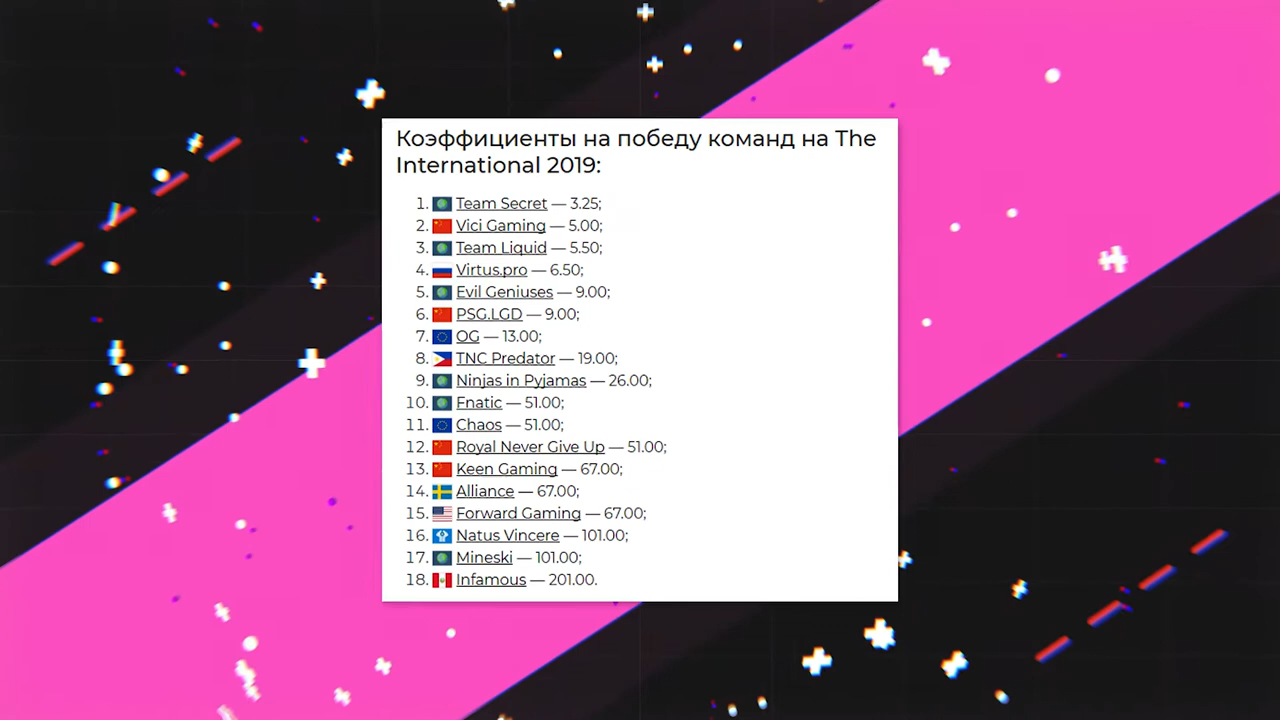 Коэффициенты на победу команд на The
International 2019:
1. Team Secret — 3.25;
2. Vici Gaming — 5.00;
3. Team Liquid — 5.50;
4. Virtus.pro — 6.50;
5. Evil Geniuses — 9.00;
6. PSG.LGD — 9.00;
7. OG — 13.00;
8. TNC Predator — 19.00;
9. Ninjas in Pyjamas — 26.00;
10. Fnatic — 51.00;
11. Chaos — 51.00;
12. Royal Never Give Up — 51.00;
13. Keen Gaming — 67.00;
14. Alliance — 67.00;
15. Forward Gaming — 67.00;
16. Natus Vincere — 101.00;
17. Mineski — 101.00;
18. Infamous — 201.00.